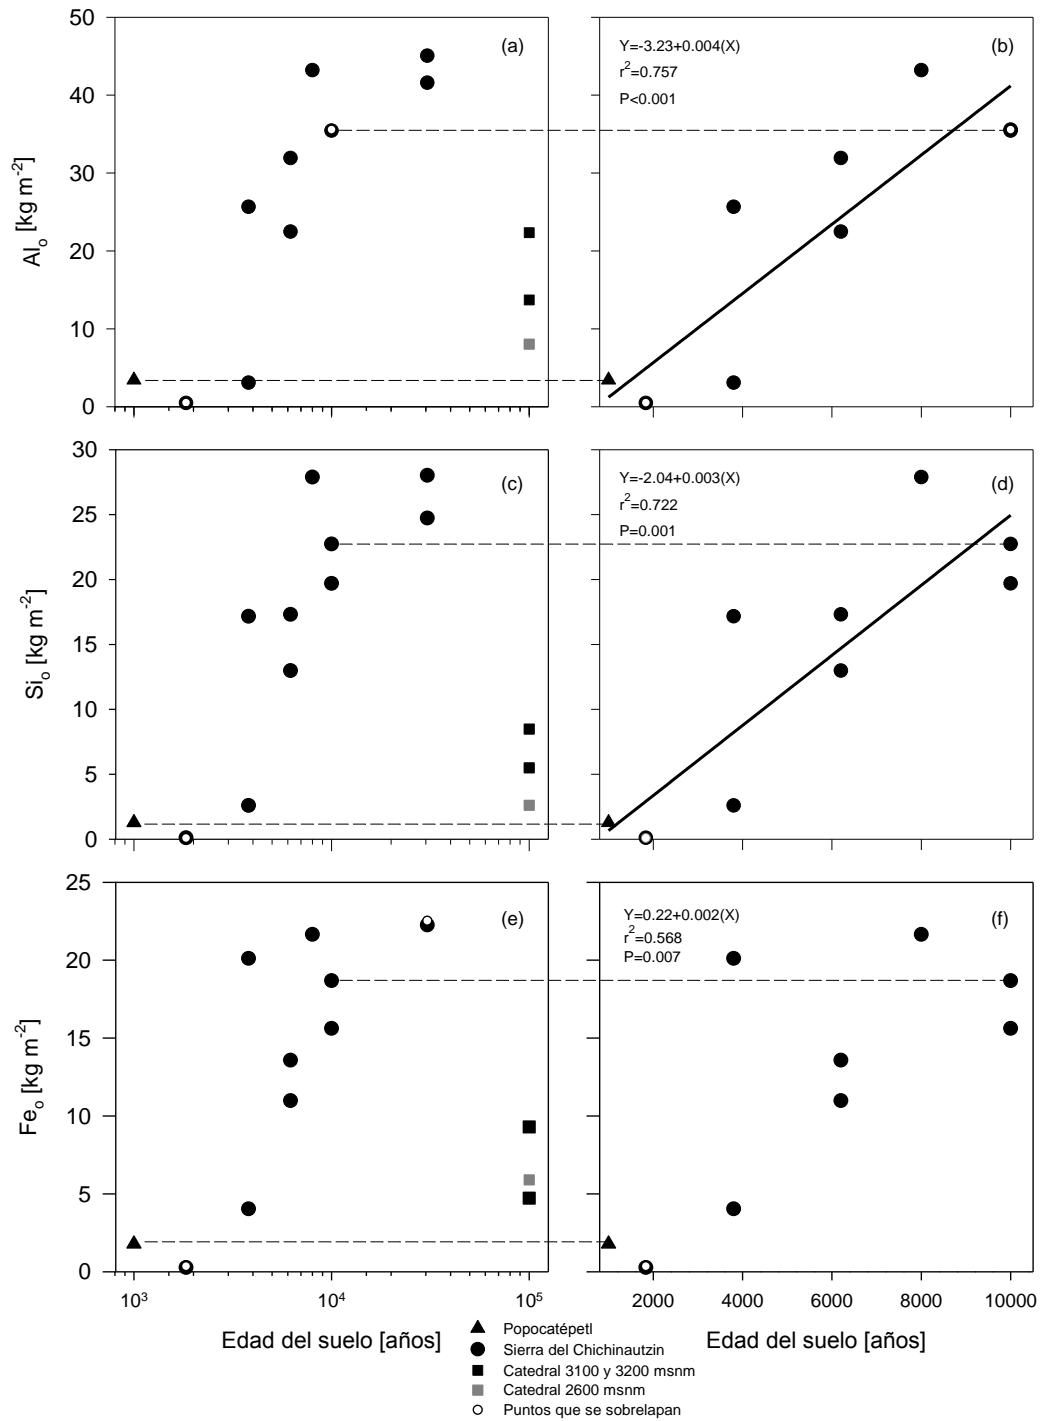 50
40
30
20
10
0
Al_o [kg m^-2]
(a)
Y=-3.23+0.004(X)
r^2=0.757
P<0.001
(b)
30
25
20
15
10
5
0
Si_o [kg m^-2]
(c)
Y=-2.04+0.003(X)
r^2=0.722
P=0.001
(d)
25
20
15
10
5
0
Fe_o [kg m^-2]
(e)
Y=0.22+0.002(X)
r^2=0.568
P=0.007
(f)
10^3 10^4 10^5
2000 4000 6000 8000 10000
Edad del suelo [años]
Edad del suelo [años]
Popocatépetl
Sierra del Chichinautzin
Catedral 3100 y 3200 msnm
Catedral 2600 msnm
Puntos que se sobrelapan